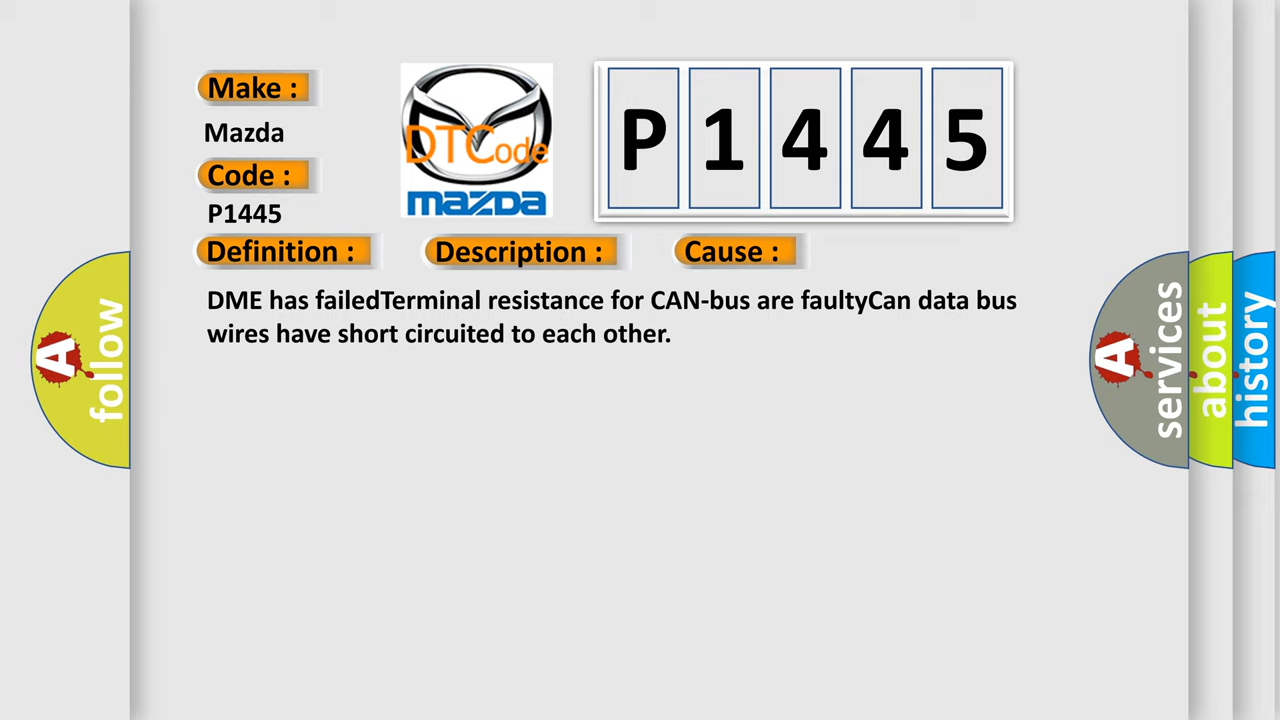 Make :
Mazda
Code :
P1445
DTCode
mazda
P 1 4 4 5
Definition :
Description :
Cause :
DME has failedTerminal resistance for CAN-bus are faultyCan data bus
wires have short circuited to each other.
A follow
A services
about
history